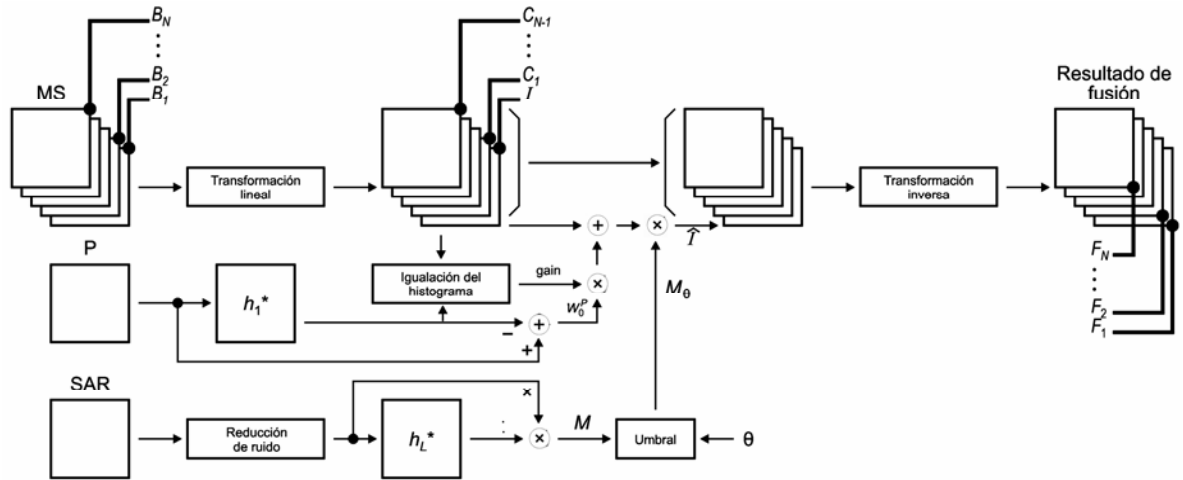 B_N
⋮
B_2
B_1
MS
C_{N-1}
⋮
C_1
I
Resultado de
fusión
Transformación
lineal
Transformación
inversa
+
×
Î
P
h_1*
Igualación del
histograma
gain
×
w_0^P
−
+
+
M_θ
F_N
⋮
F_2
F_1
SAR
Reducción
de ruido
h_L*
×
:
×
M
Umbral
θ